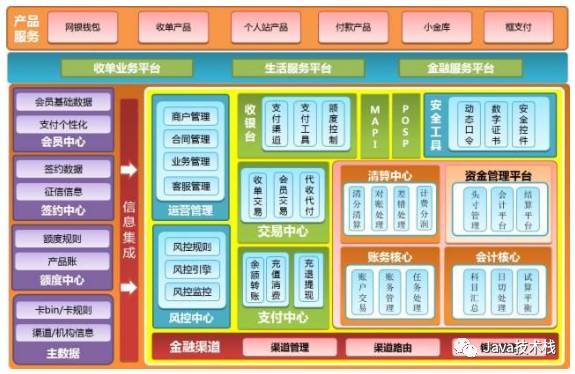 产品服务
网银钱包
收单产品
个人站产品
付款产品
小金库
框支付
收单业务平台
生活服务平台
金融服务平台
会员基础数据
支付个性化
会员中心
签约数据
征信信息
签约中心
额度规则
产品账
额度中心
卡bin/卡规则
渠道/机构信息
主数据
信息集成
商户管理
合同管理
业务管理
客服管理
运营管理
风控规则
风控引擎
风控监控
风控中心
收银台
支付渠道
支付工具
额度控制
MAPI
POSP
安全工具
动态口令
数字证书
安全控件
收单交易
会员交易
代收代付
交易中心
余额转账
充值消费
充退提现
支付中心
清算中心
清分清算
对账处理
差错处理
计费分润
资金管理平台
头寸管理
会计平台
结算平台
账务核心
账户交易
账务管理
任务处理
会计核心
科目汇总
日切处理
试算平衡
金融渠道
渠道管理
渠道路由
Java技术栈